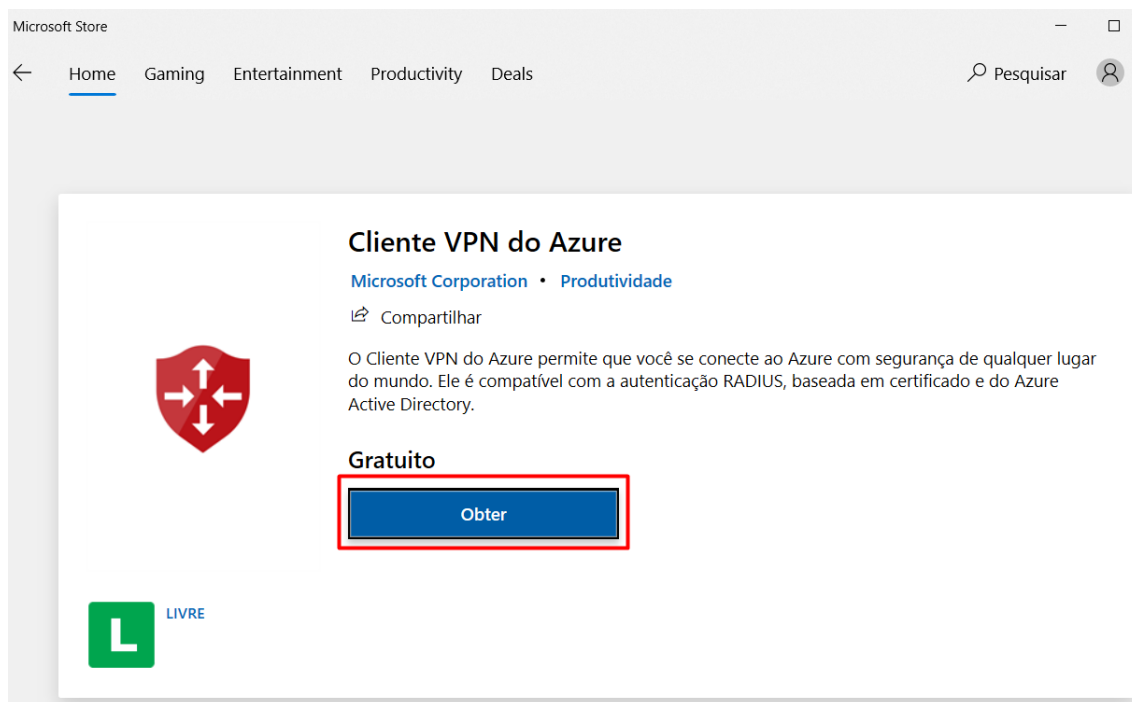 Microsoft Store
Home Gaming Entertainment Productivity Deals Pesquisar
Cliente VPN do Azure
Microsoft Corporation • Produtividade
Compartilhar
O Cliente VPN do Azure permite que você se conecte ao Azure com segurança de qualquer lugar
do mundo. Ele é compatível com a autenticação RADIUS, baseada em certificado e do Azure
Active Directory.
Gratuito
Obter
L LIVRE